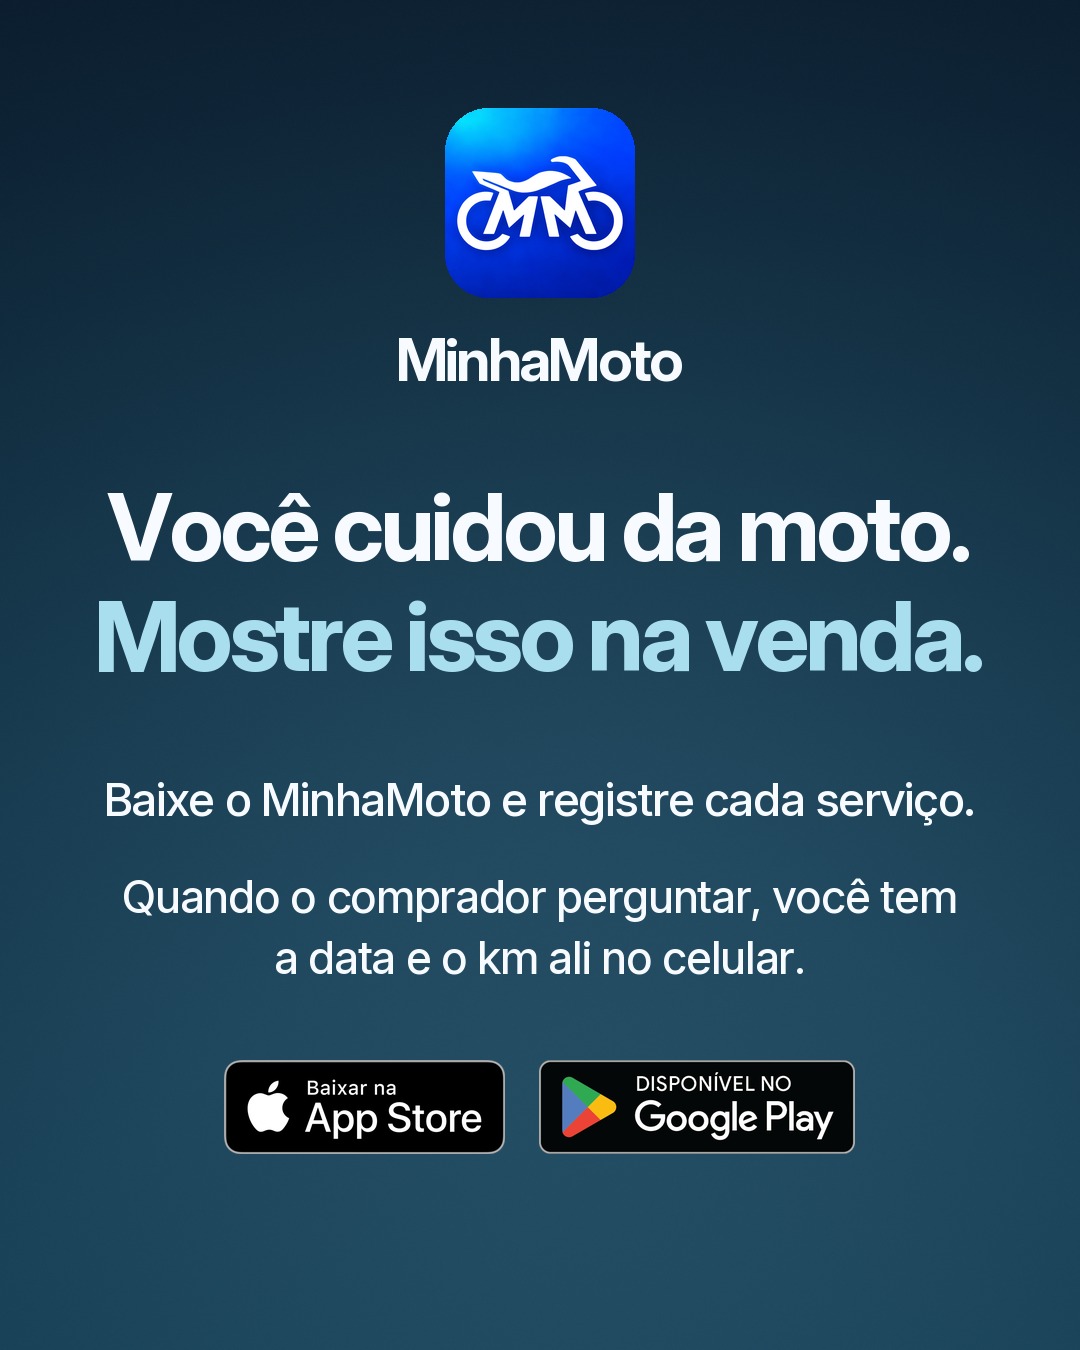 MM
MinhaMoto
Você cuidou da moto.
Mostre isso na venda.
Baixe o MinhaMoto e registre cada serviço.
Quando o comprador perguntar, você tem
a data e o km ali no celular.
Baixar na
App Store
DISPONÍVEL NO
Google Play